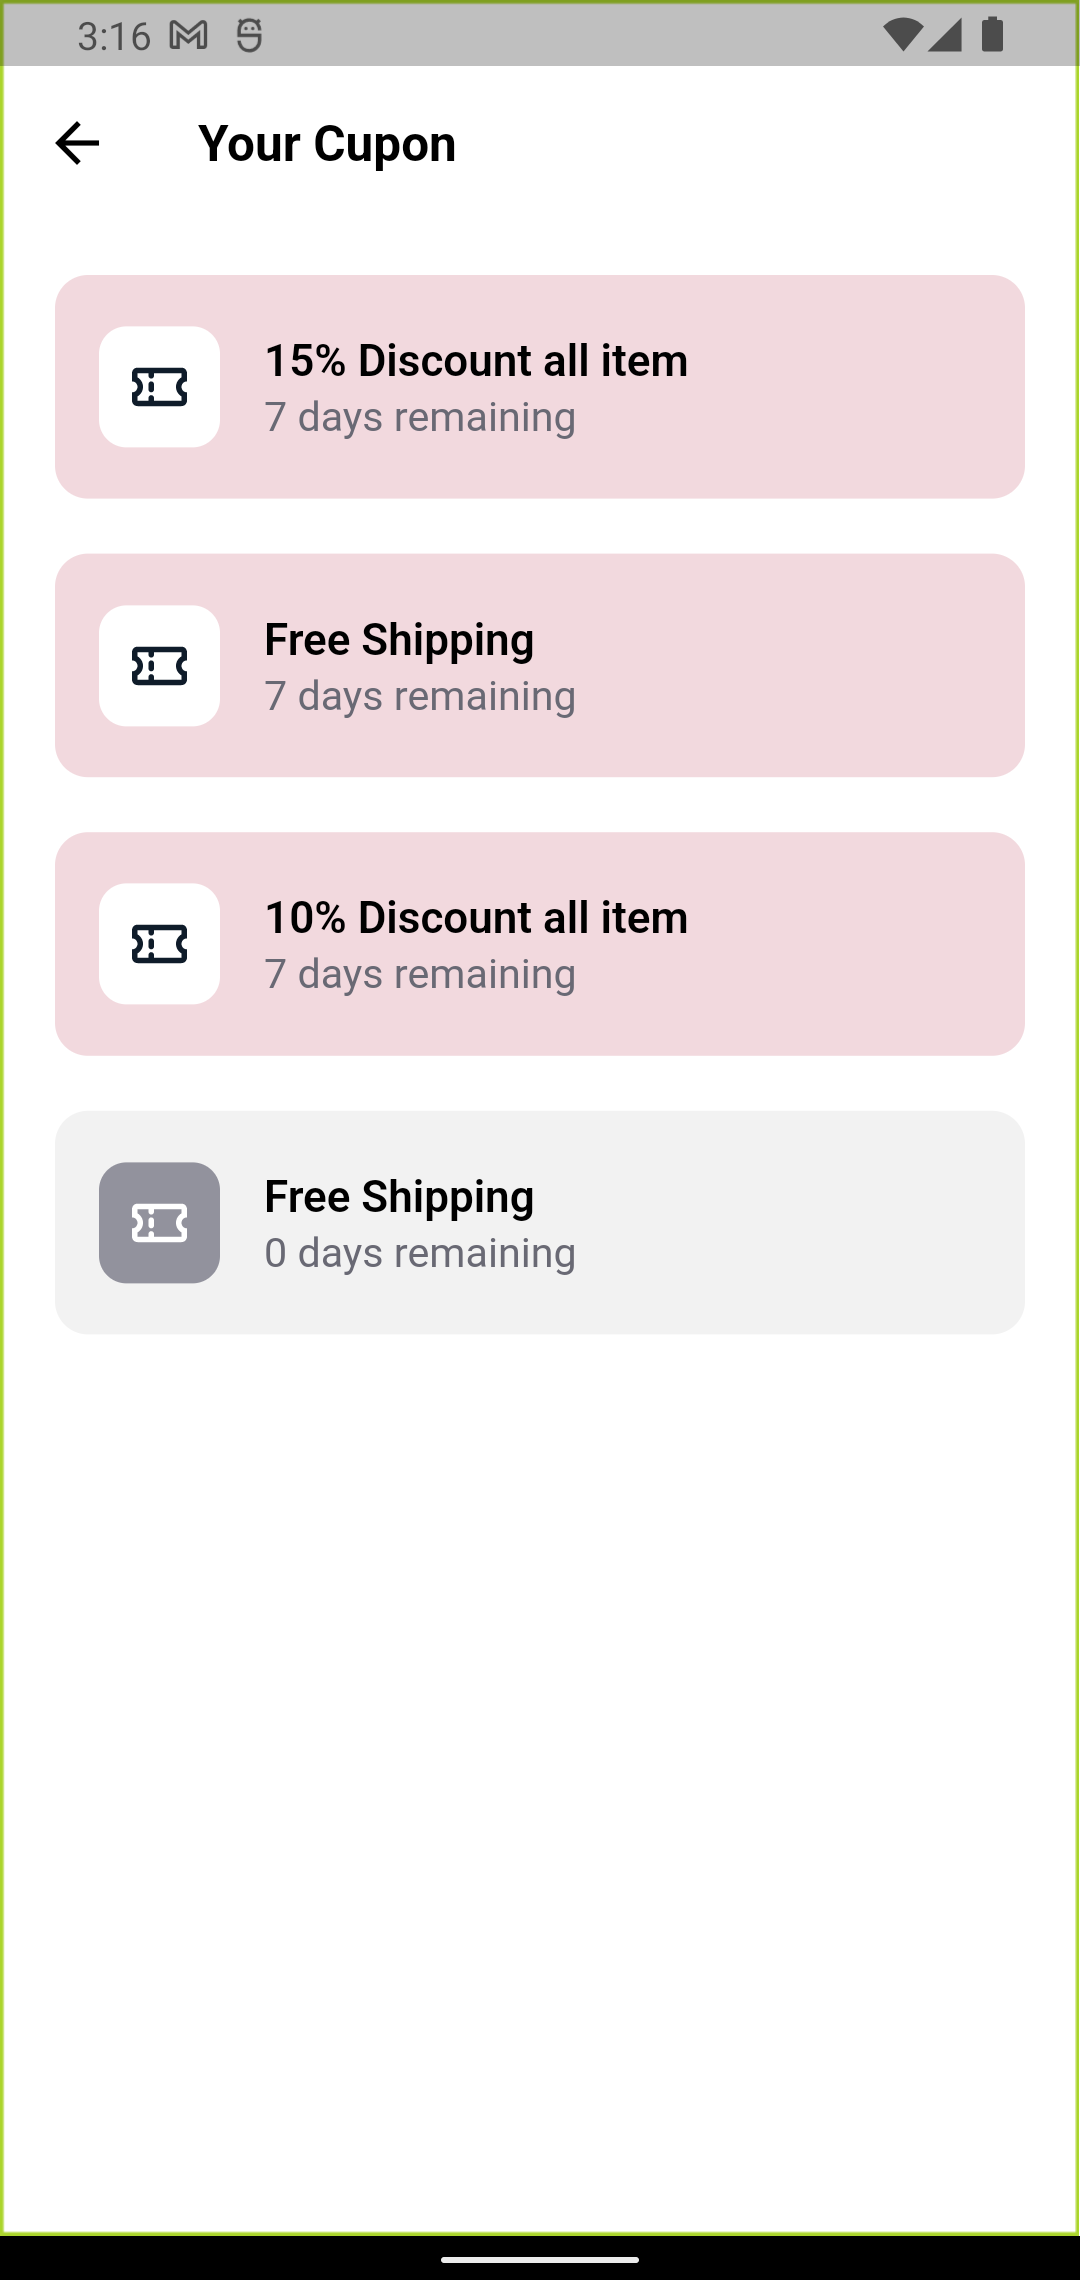 3:16
Your Cupon
15% Discount all item
7 days remaining
Free Shipping
7 days remaining
10% Discount all item
7 days remaining
Free Shipping
0 days remaining